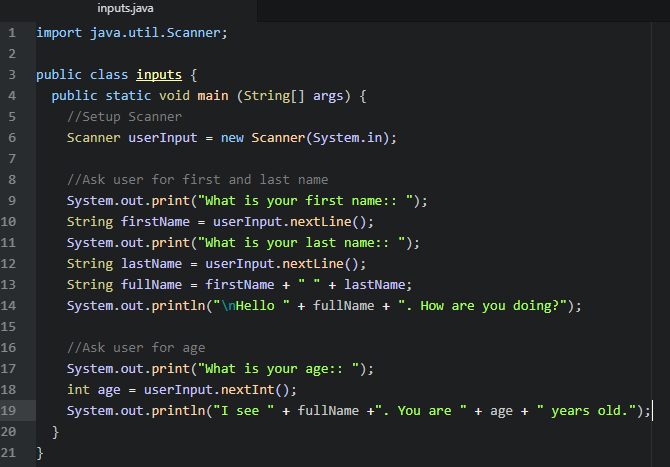 inputs.java
1 import java.util.Scanner;
2
3 public class inputs {
4   public static void main (String[] args) {
5     //Setup Scanner
6     Scanner userInput = new Scanner(System.in);
7
8     //Ask user for first and last name
9     System.out.print("What is your first name:: ");
10     String firstName = userInput.nextLine();
11     System.out.print("What is your last name:: ");
12     String lastName = userInput.nextLine();
13     String fullName = firstName + " " + lastName;
14     System.out.println("\nHello " + fullName + ". How are you doing?");
15
16     //Ask user for age
17     System.out.print("What is your age:: ");
18     int age = userInput.nextInt();
19     System.out.println("I see " + fullName +". You are " + age + " years old.");
20   }
21 }